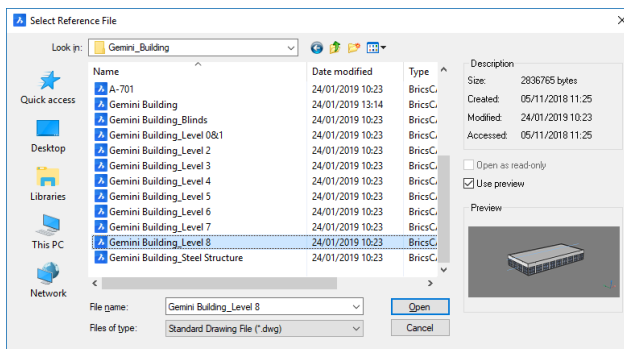 Select Reference File
Look in: Gemini_Building
Quick access
Desktop
Libraries
This PC
Network
Name Date modified Type
A-701 24/01/2019 10:23 BricsC
Gemini Building 24/01/2019 13:14 BricsC
Gemini Building_Blinds 24/01/2019 10:23 BricsC
Gemini Building_Level 0&1 24/01/2019 10:23 BricsC
Gemini Building_Level 2 24/01/2019 10:23 BricsC
Gemini Building_Level 3 24/01/2019 10:23 BricsC
Gemini Building_Level 4 24/01/2019 10:23 BricsC
Gemini Building_Level 5 24/01/2019 10:23 BricsC
Gemini Building_Level 6 24/01/2019 10:23 BricsC
Gemini Building_Level 7 24/01/2019 10:23 BricsC
Gemini Building_Level 8 24/01/2019 10:23 BricsC
Gemini Building_Steel Structure 24/01/2019 10:23 BricsC
File name: Gemini Building_Level 8 Open
Files of type: Standard Drawing File (*.dwg) Cancel
Description
Size: 2836765 bytes
Created: 05/11/2018 11:25
Modified: 24/01/2019 10:23
Accessed: 05/11/2018 11:25
Open as read-only
Use preview
Preview